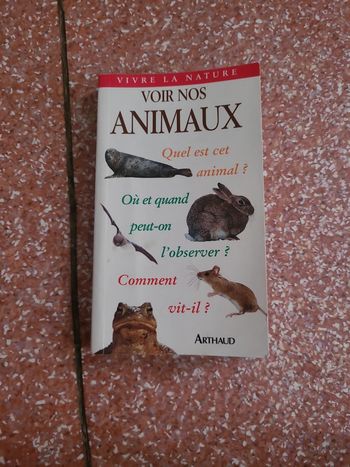 VIVRE LA NATURE
VOIR NOS
ANIMAUX
Quel est cet
animal ?
Où et quand
peut-on
l'observer ?
Comment
vit-il ?
ARTHAUD